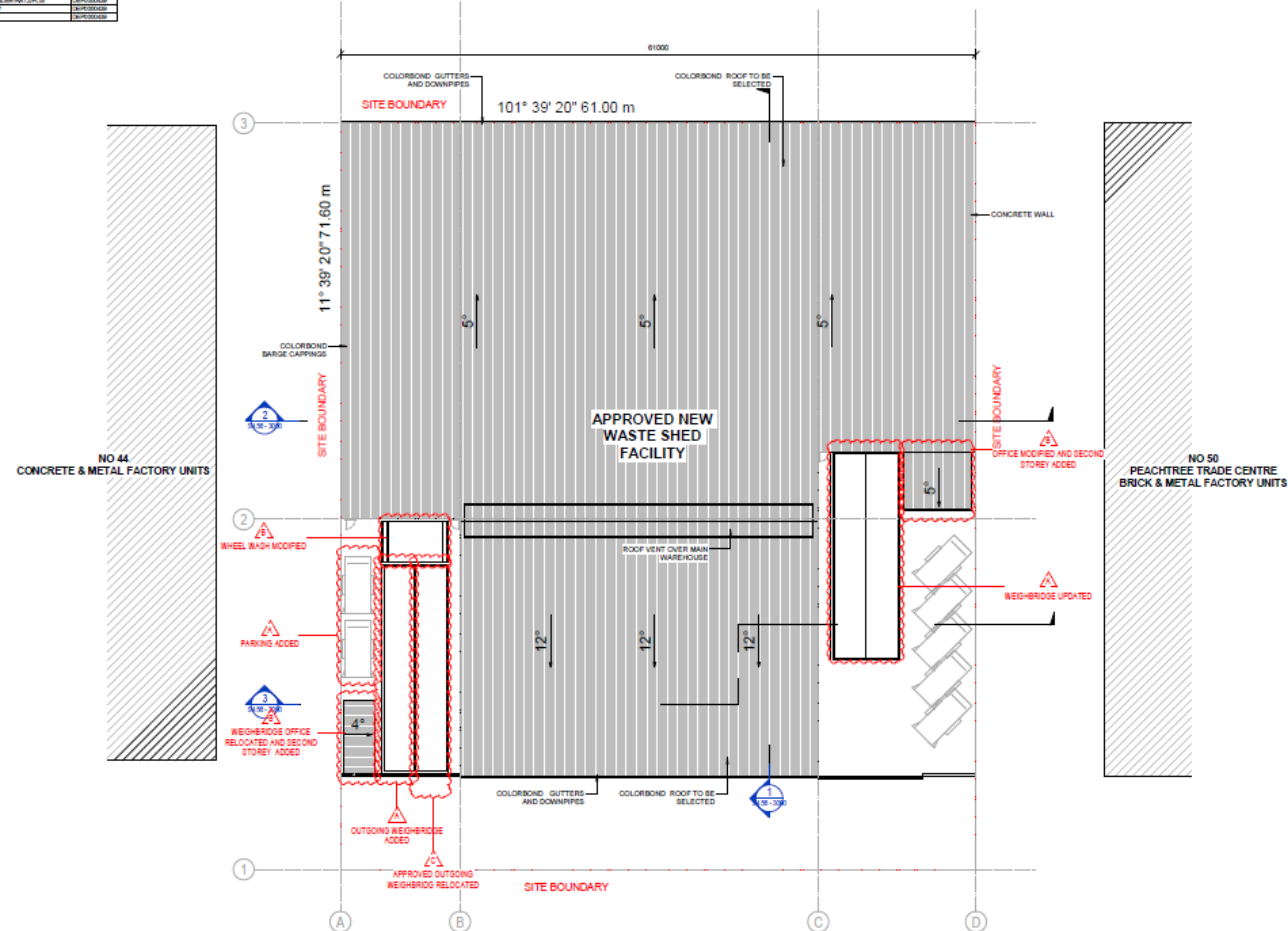 61000
COLORBOND GUTTERS
AND DOWNPIPES
COLORBOND ROOF TO BE
SELECTED
SITE BOUNDARY
101° 39' 20" 61.00 m
3
11° 39' 20" 71.60 m
CONCRETE WALL
5°
5°
5°
COLORBOND
BARGE CAPPINGS
SITE BOUNDARY
SITE BOUNDARY
2
APPROVED NEW
WASTE SHED
FACILITY
B
OFFICE MODIFIED AND SECOND
STOREY ADDED
NO 44
CONCRETE & METAL FACTORY UNITS
NO 50
PEACHTREE TRADE CENTRE
BRICK & METAL FACTORY UNITS
5°
2
B
WHEEL WASH MODIFIED
ROOF VENT OVER MAIN
WAREHOUSE
A
WEIGHBRIDGE UPDATED
A
PARKING ADDED
12°
12°
12°
3
B
WEIGHBRIDGE OFFICE
RELOCATED AND SECOND
STOREY ADDED
4°
COLORBOND GUTTERS
AND DOWNPIPES
COLORBOND ROOF TO BE
SELECTED
1
A
OUTGOING WEIGHBRIDGE
ADDED
C
APPROVED OUTGOING
WEIGHBRIDG RELOCATED
1
SITE BOUNDARY
A
B
C
D